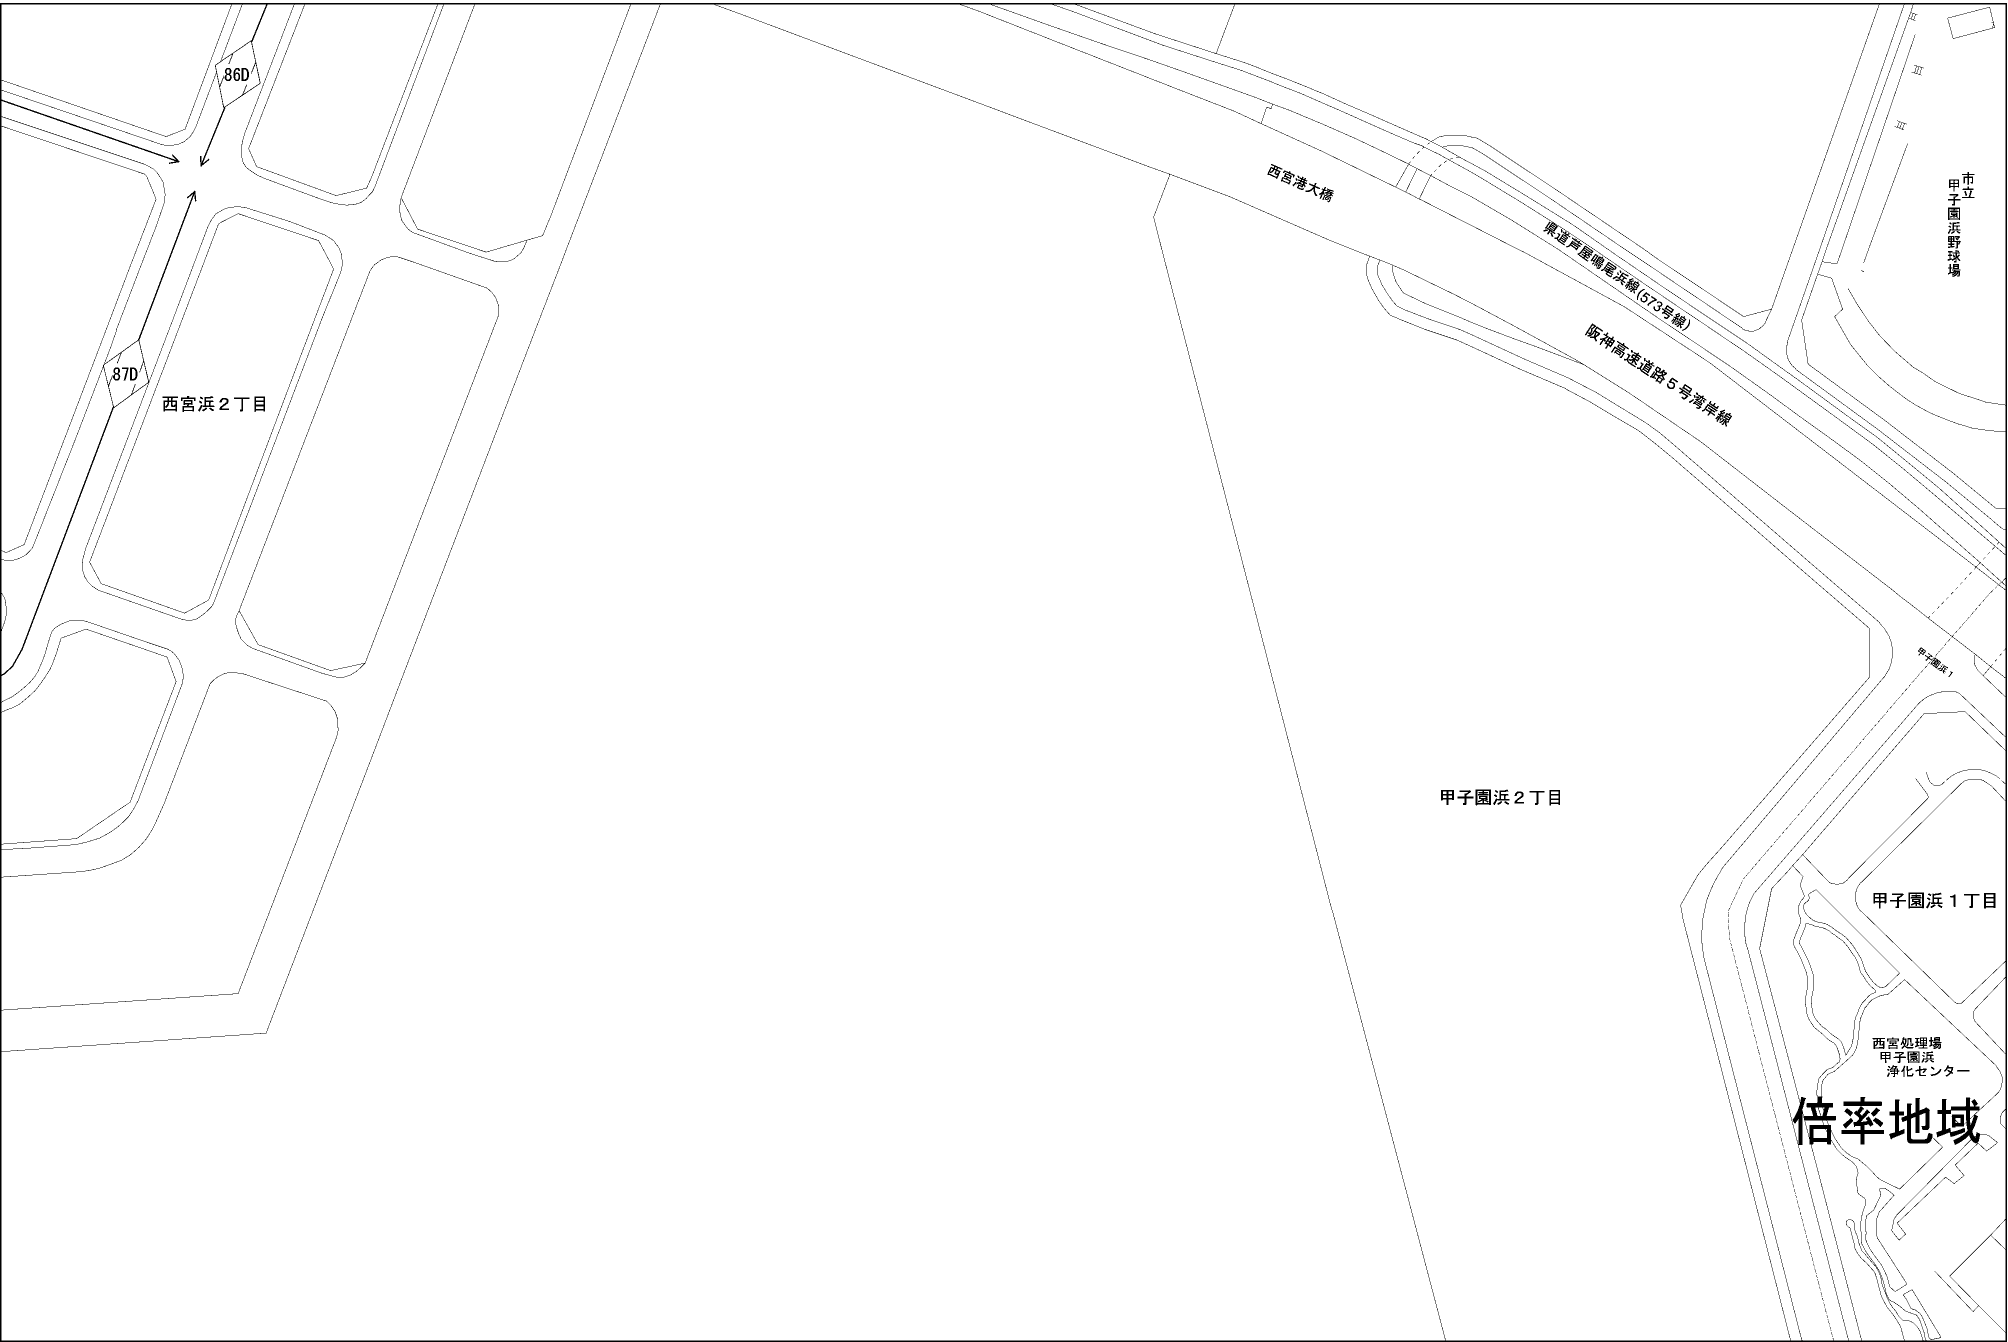 86D
西宮港大橋
市立
甲子園浜野球場
県道芦屋鳴尾浜線(573号線)
阪神高速道路５号湾岸線
87D
西宮浜２丁目
甲子園浜１
甲子園浜２丁目
甲子園浜１丁目
西宮処理場
甲子園浜
浄化センター
倍率地域